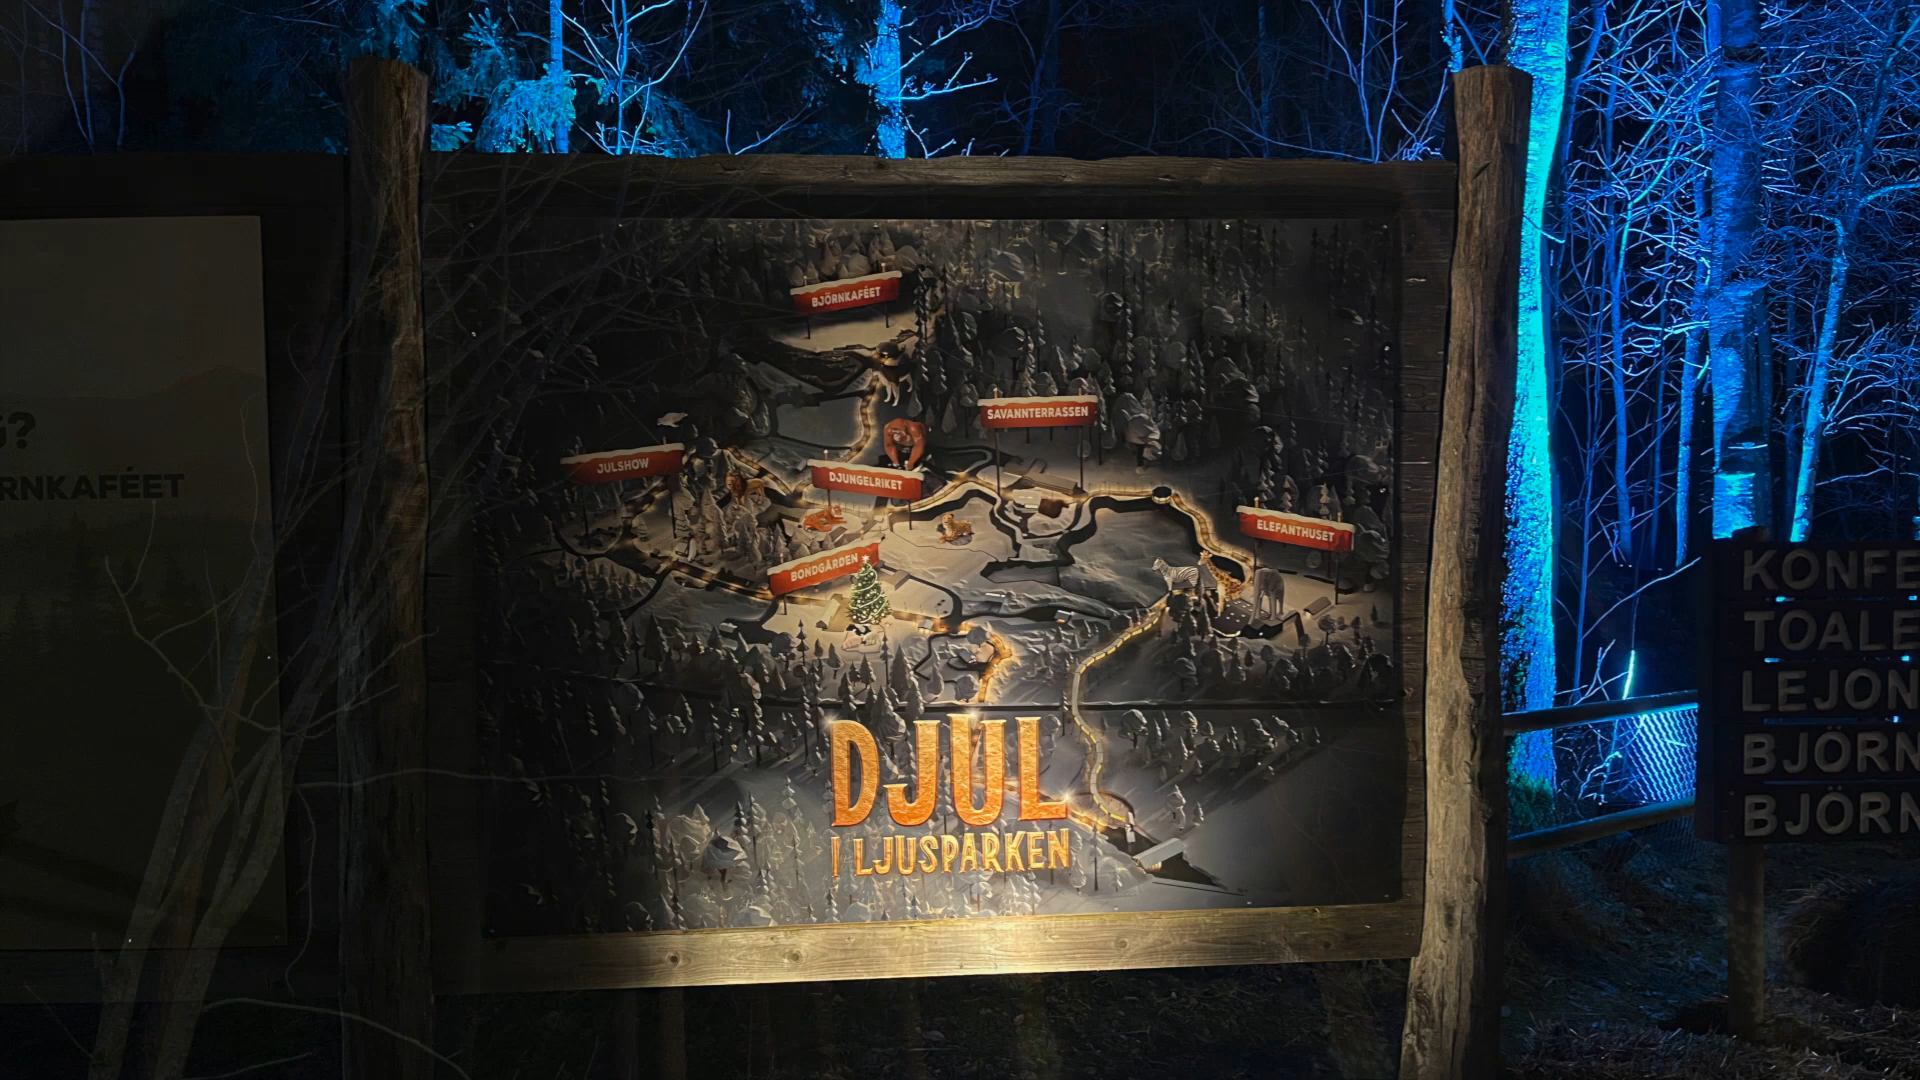 G?
RNKAFÉET
BJÖRNKAFÉET
SAVANNTERRASSEN
JULSHOW
DJUNGELRIKET
ELEFANTHUSET
BONDGÅRDEN
DJUL
I LJUSPARKEN
KONFE
TOALE
LEJON
BJÖRN
BJÖRN